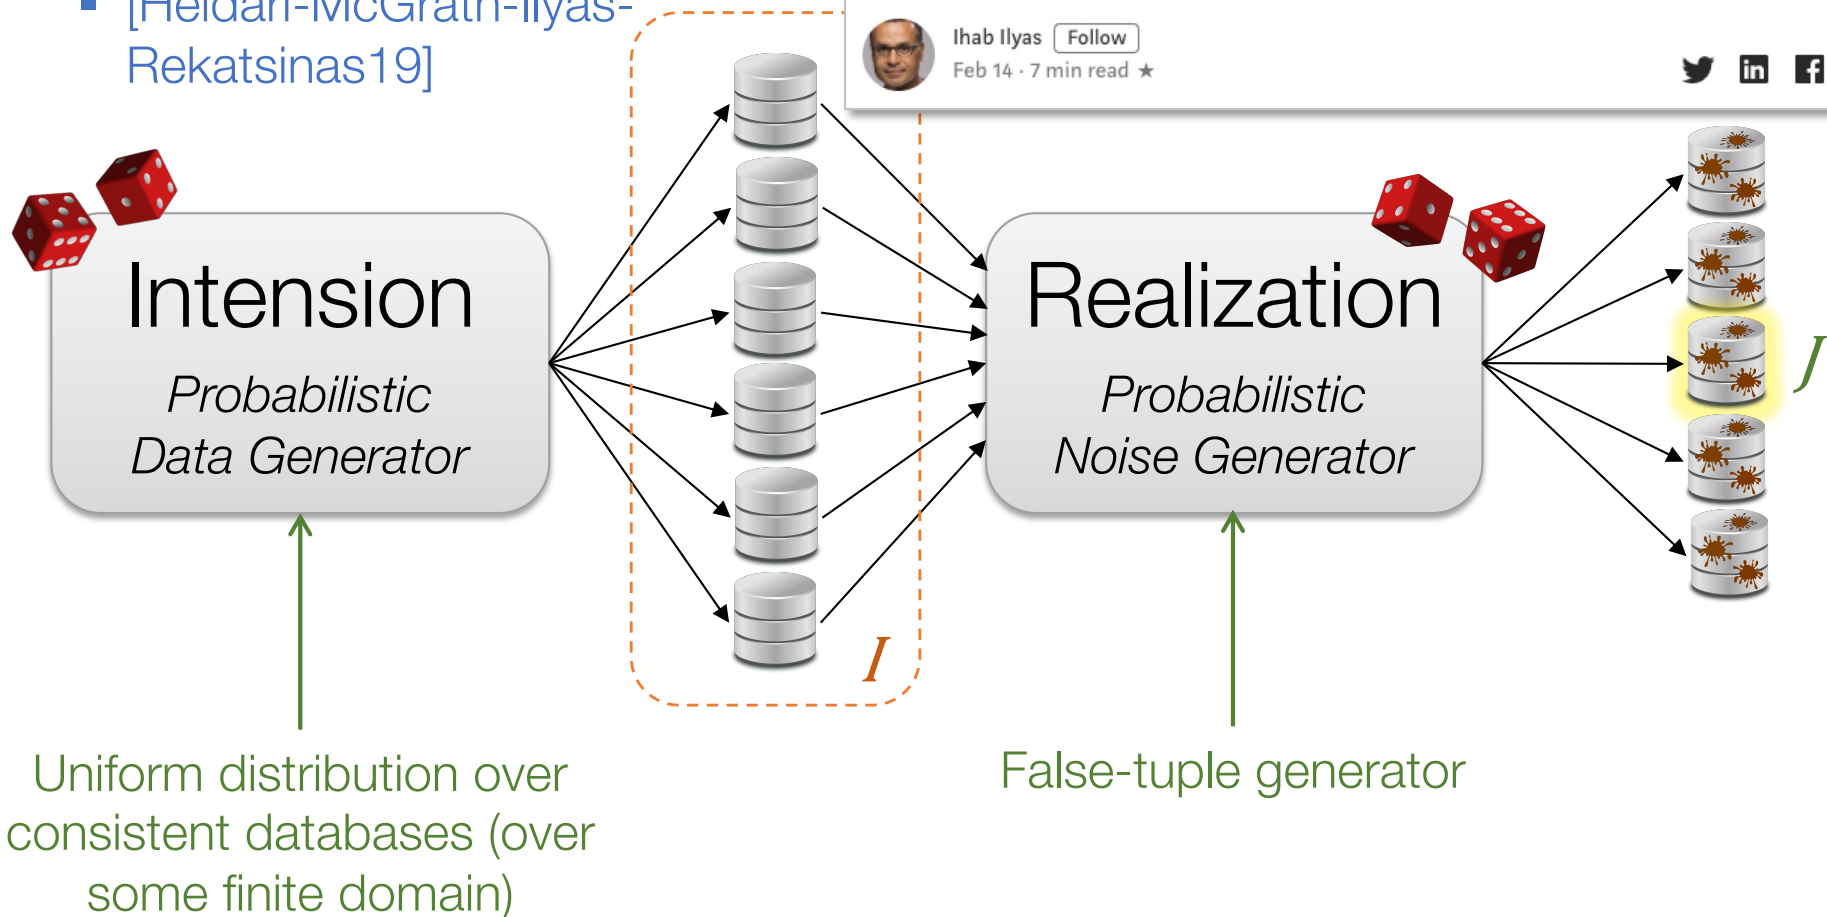 [Heidari-McGrath-Ilyas-
Rekatsinas19]
Ihab Ilyas Follow
Feb 14 · 7 min read ★
Intension
Probabilistic
Data Generator
I
Realization
Probabilistic
Noise Generator
J
Uniform distribution over
consistent databases (over
some finite domain)
False-tuple generator